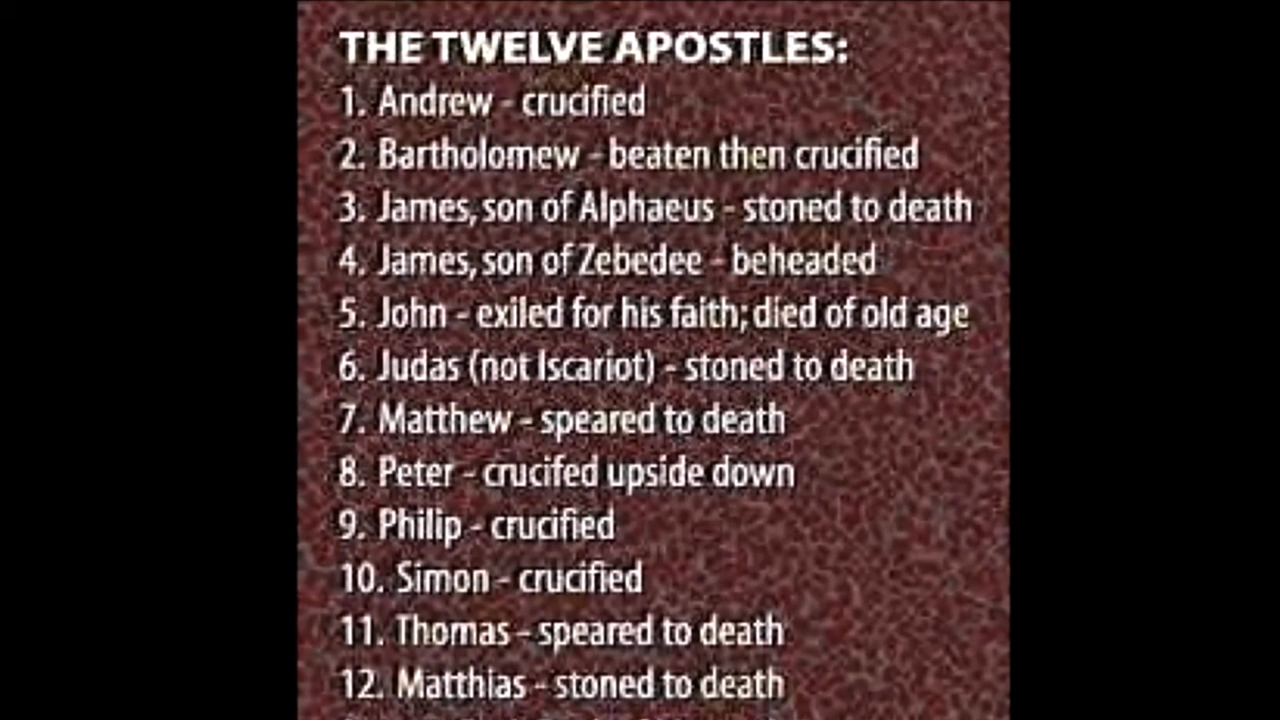 THE TWELVE APOSTLES:
1. Andrew - crucified
2. Bartholomew - beaten then crucified
3. James, son of Alphaeus - stoned to death
4. James, son of Zebedee - beheaded
5. John - exiled for his faith; died of old age
6. Judas (not Iscariot) - stoned to death
7. Matthew - speared to death
8. Peter - crucifed upside down
9. Philip - crucified
10. Simon - crucified
11. Thomas - speared to death
12. Matthias - stoned to death